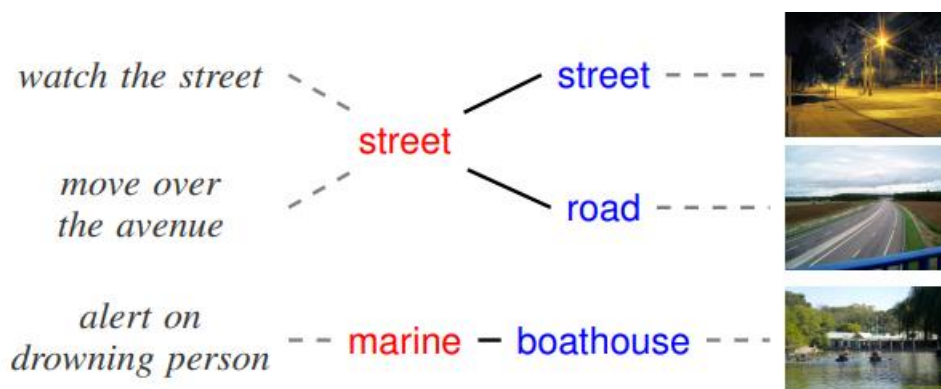 watch the street
street
street
move over
the avenue
road
alert on
drowning person
marine
boathouse